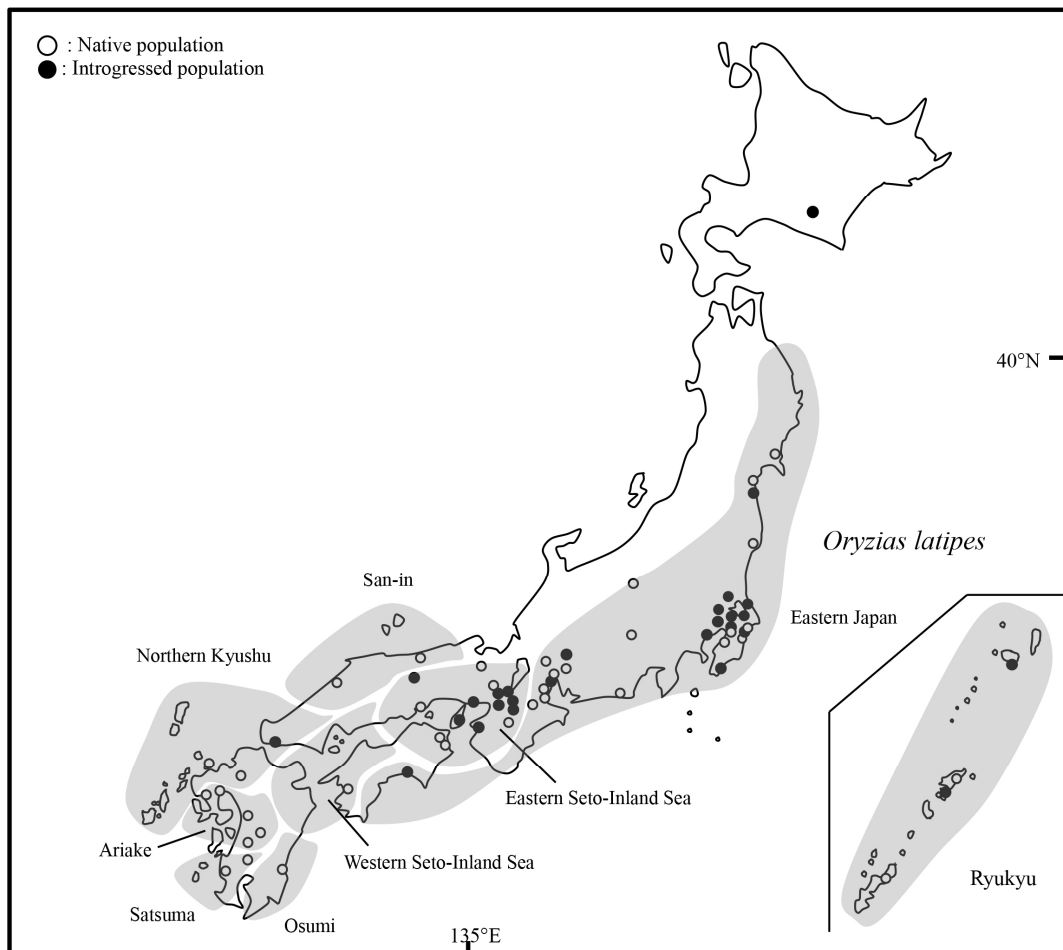 : Native population
: Introgressed population
40°N
Oryzias latipes
San-in
Eastern Japan
Northern Kyushu
Eastern Seto-Inland Sea
Ariake
Western Seto-Inland Sea
Ryukyu
Satsuma
Osumi
135°E